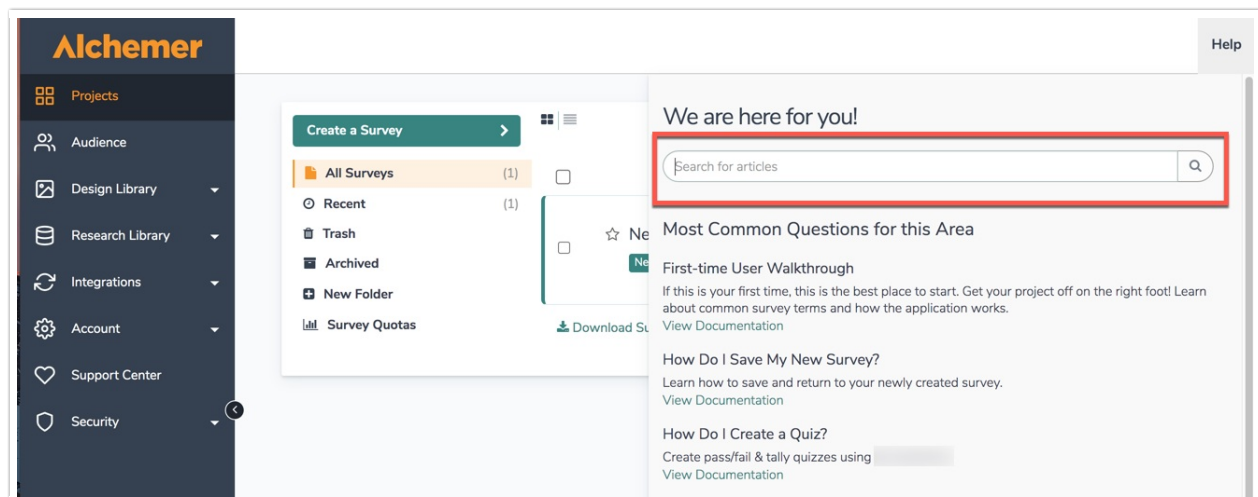 Alchemer
Help
Projects
Audience
Design Library
Research Library
Integrations
Account
Support Center
Security
Create a Survey
All Surveys (1)
Recent (1)
Trash
Archived
New Folder
Survey Quotas
Ne
Ne
Download Su
We are here for you!
Search for articles
Most Common Questions for this Area
First-time User Walkthrough
If this is your first time, this is the best place to start. Get your project off on the right foot! Learn
about common survey terms and how the application works.
View Documentation
How Do I Save My New Survey?
Learn how to save and return to your newly created survey.
View Documentation
How Do I Create a Quiz?
Create pass/fail & tally quizzes using
View Documentation